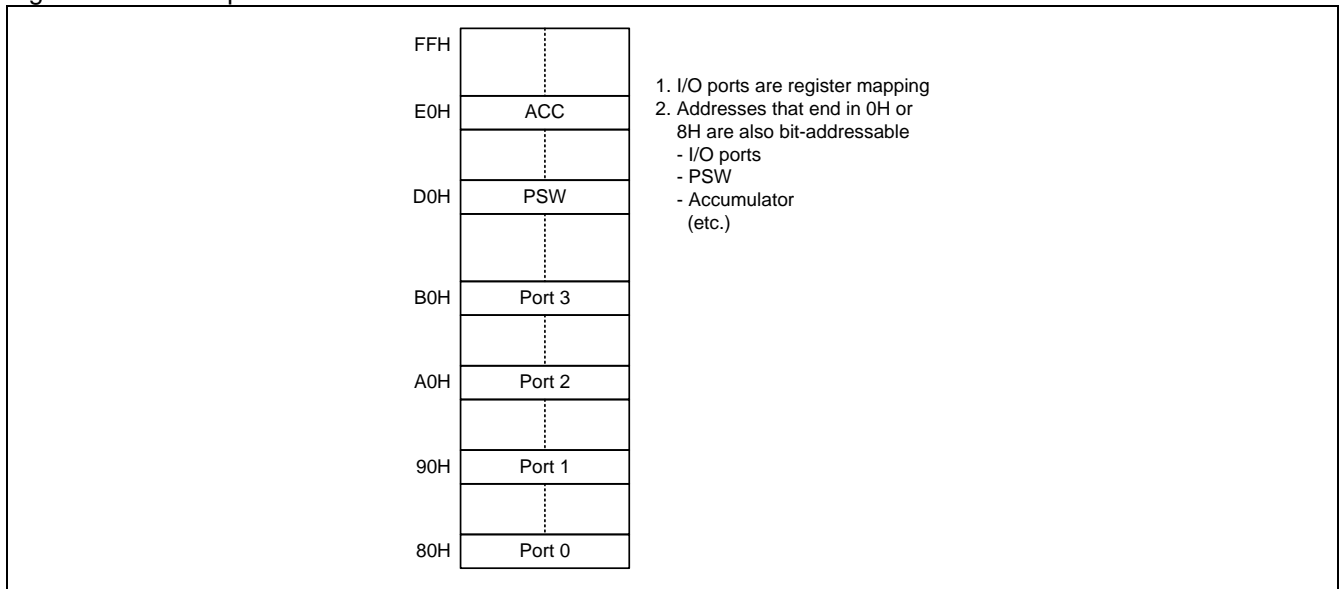 FFH
E0H ACC
D0H PSW
B0H Port 3
A0H Port 2
90H Port 1
80H Port 0
1. I/O ports are register mapping
2. Addresses that end in 0H or
8H are also bit-addressable
- I/O ports
- PSW
- Accumulator
(etc.)